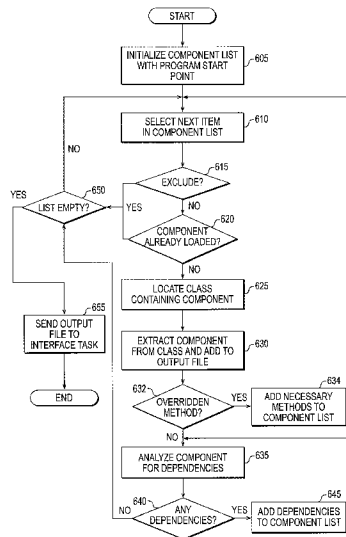 START
INITIALIZE COMPONENT LIST
WITH PROGRAM START
POINT
605
SELECT NEXT ITEM
IN COMPONENT LIST
610
NO
615
EXCLUDE?
650
YES
LIST EMPTY?
YES
NO
620
COMPONENT
ALREADY LOADED?
NO
LOCATE CLASS
CONTAINING COMPONENT
625
655
SEND OUTPUT
FILE TO
INTERFACE TASK
EXTRACT COMPONENT
FROM CLASS AND ADD TO
OUTPUT FILE
630
END
632
OVERRIDDEN
METHOD?
YES
634
ADD NECESSARY
METHODS TO
COMPONENT LIST
NO
ANALYZE COMPONENT
FOR DEPENDENCIES
635
640
NO
ANY
DEPENDENCIES?
YES
645
ADD DEPENDENCIES
TO COMPONENT LIST